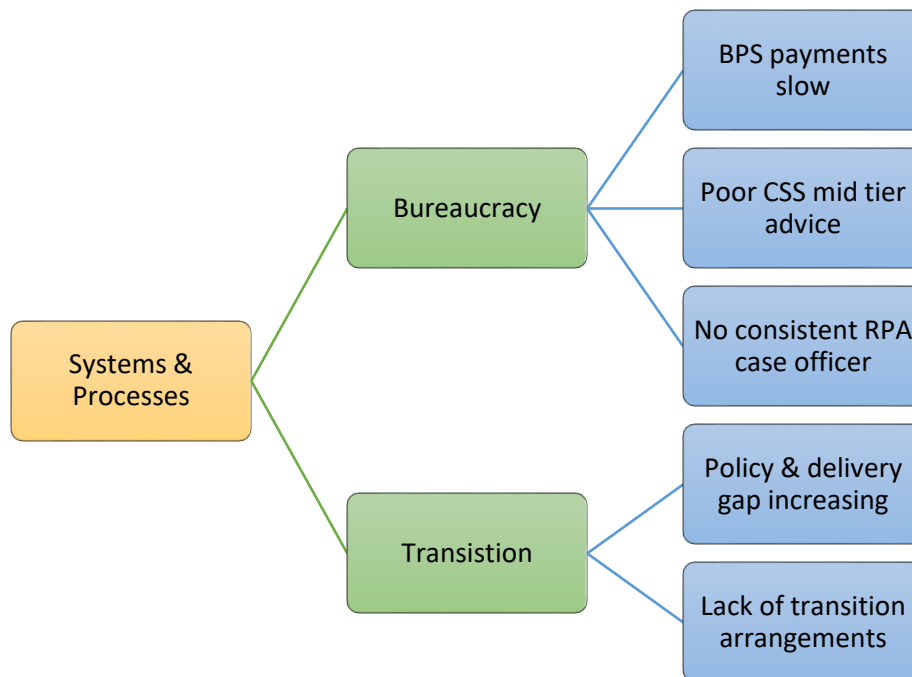 Systems &
Processes
Bureaucracy
BPS payments
slow
Poor CSS mid tier
advice
No consistent RPA
case officer
Transistion
Policy & delivery
gap increasing
Lack of transition
arrangements